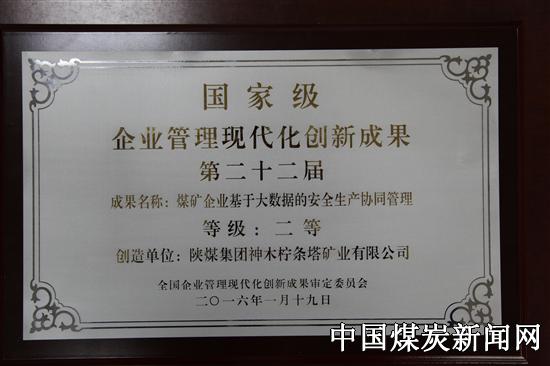 国家级
企业管理现代化创新成果
第二十二届
成果名称：煤矿企业基于大数据的安全生产协同管理
等级：二等
创造单位：陕煤集团神木柠条塔矿业有限公司
全国企业管理现代化创新成果审定委员会
二〇一六年一月十九日
中国煤炭新闻网